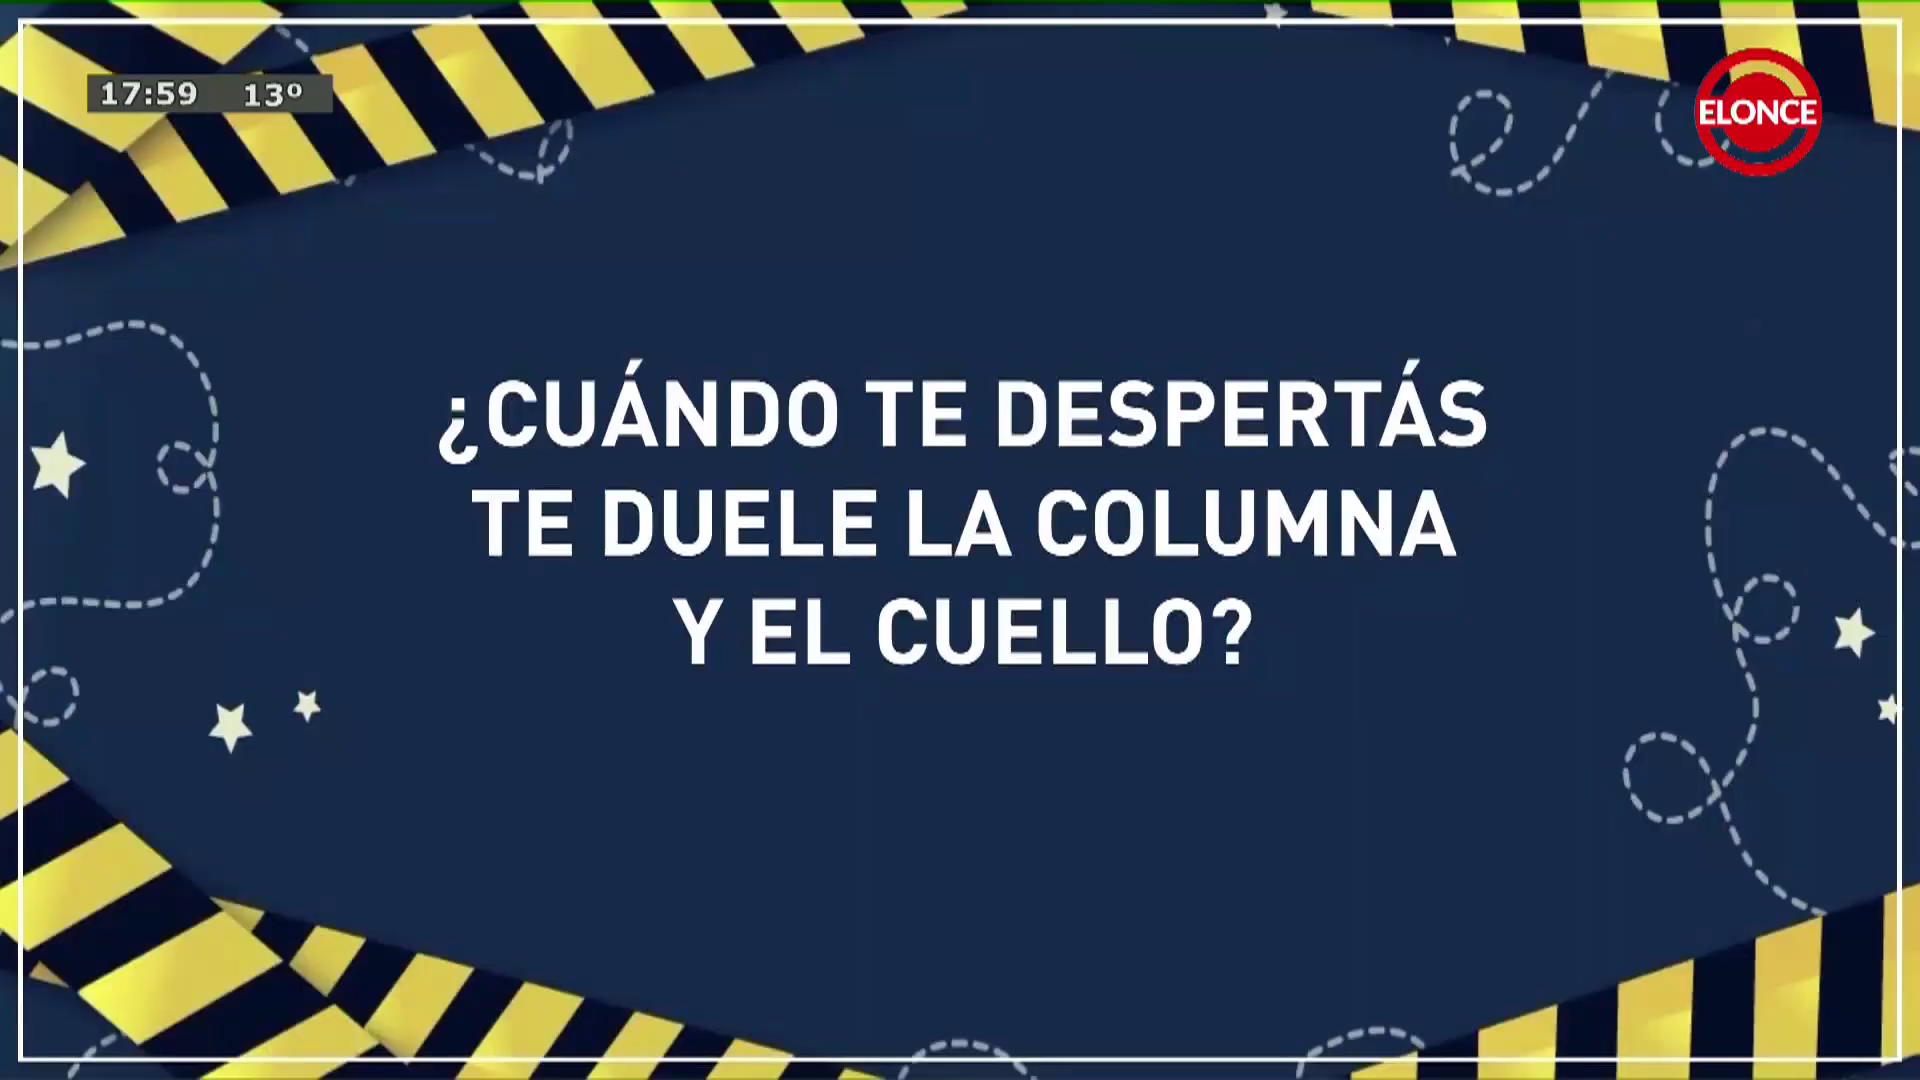 17:59 13º
ELONCE
¿CUÁNDO TE DESPERTÁS
TE DUELE LA COLUMNA
Y EL CUELLO?